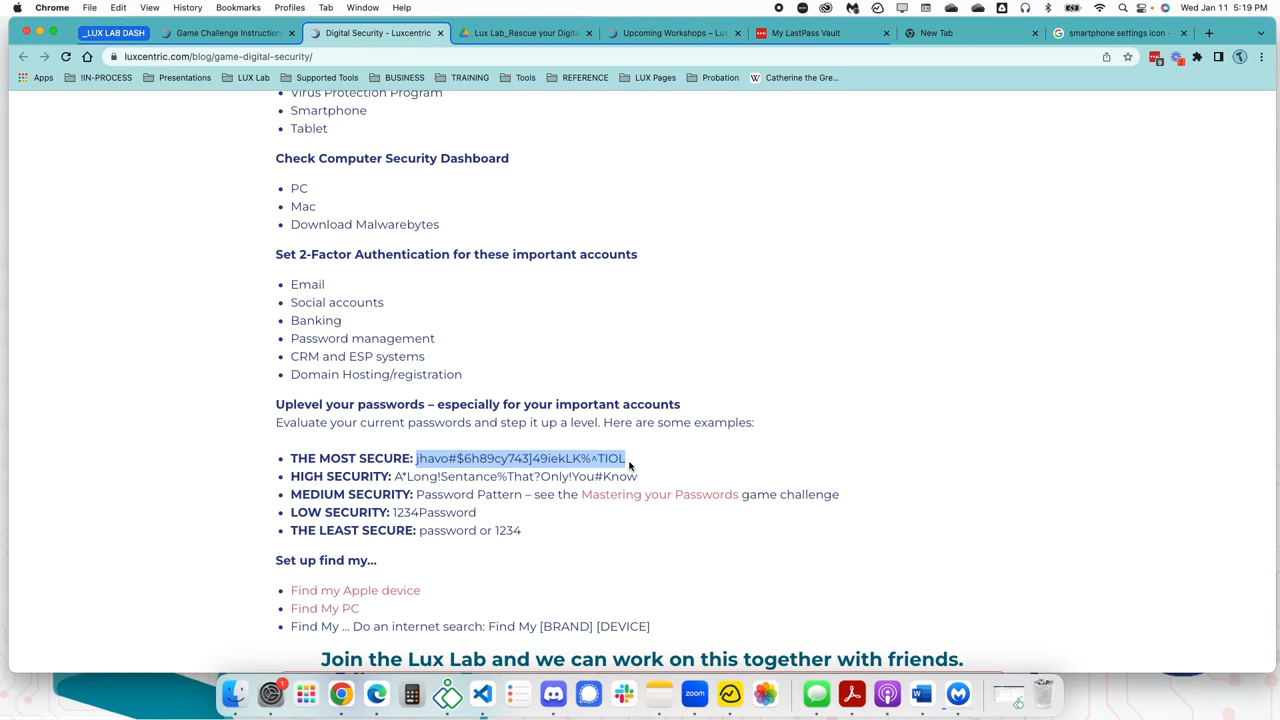 Chrome File Edit View History Bookmarks Profiles Tab Window Help Wed Jan 11 5:19 PM
_LUX LAB DASH Game Challenge Instruction Digital Security - Luxcentric Lux Lab_Rescue your Digita Upcoming Workshops – Lux My LastPass Vault New Tab smartphone settings icon -
luxcentric.com/blog/game-digital-security/
Apps !IN-PROCESS Presentations LUX Lab Supported Tools BUSINESS TRAINING Tools REFERENCE LUX Pages Probation Catherine the Gre...
Virus Protection Program
Smartphone
Tablet
Check Computer Security Dashboard
PC
Mac
Download Malwarebytes
Set 2-Factor Authentication for these important accounts
Email
Social accounts
Banking
Password management
CRM and ESP systems
Domain Hosting/registration
Uplevel your passwords – especially for your important accounts
Evaluate your current passwords and step it up a level. Here are some examples:
THE MOST SECURE: jhavo#$6h89cy743]49iekLK%^TIOL
HIGH SECURITY: A*Long!Sentance%That?Only!You#Know
MEDIUM SECURITY: Password Pattern – see the Mastering your Passwords game challenge
LOW SECURITY: 1234Password
THE LEAST SECURE: password or 1234
Set up find my...
Find my Apple device
Find My PC
Find My ... Do an internet search: Find My [BRAND] [DEVICE]
Join the Lux Lab and we can work on this together with friends.
1
zoom